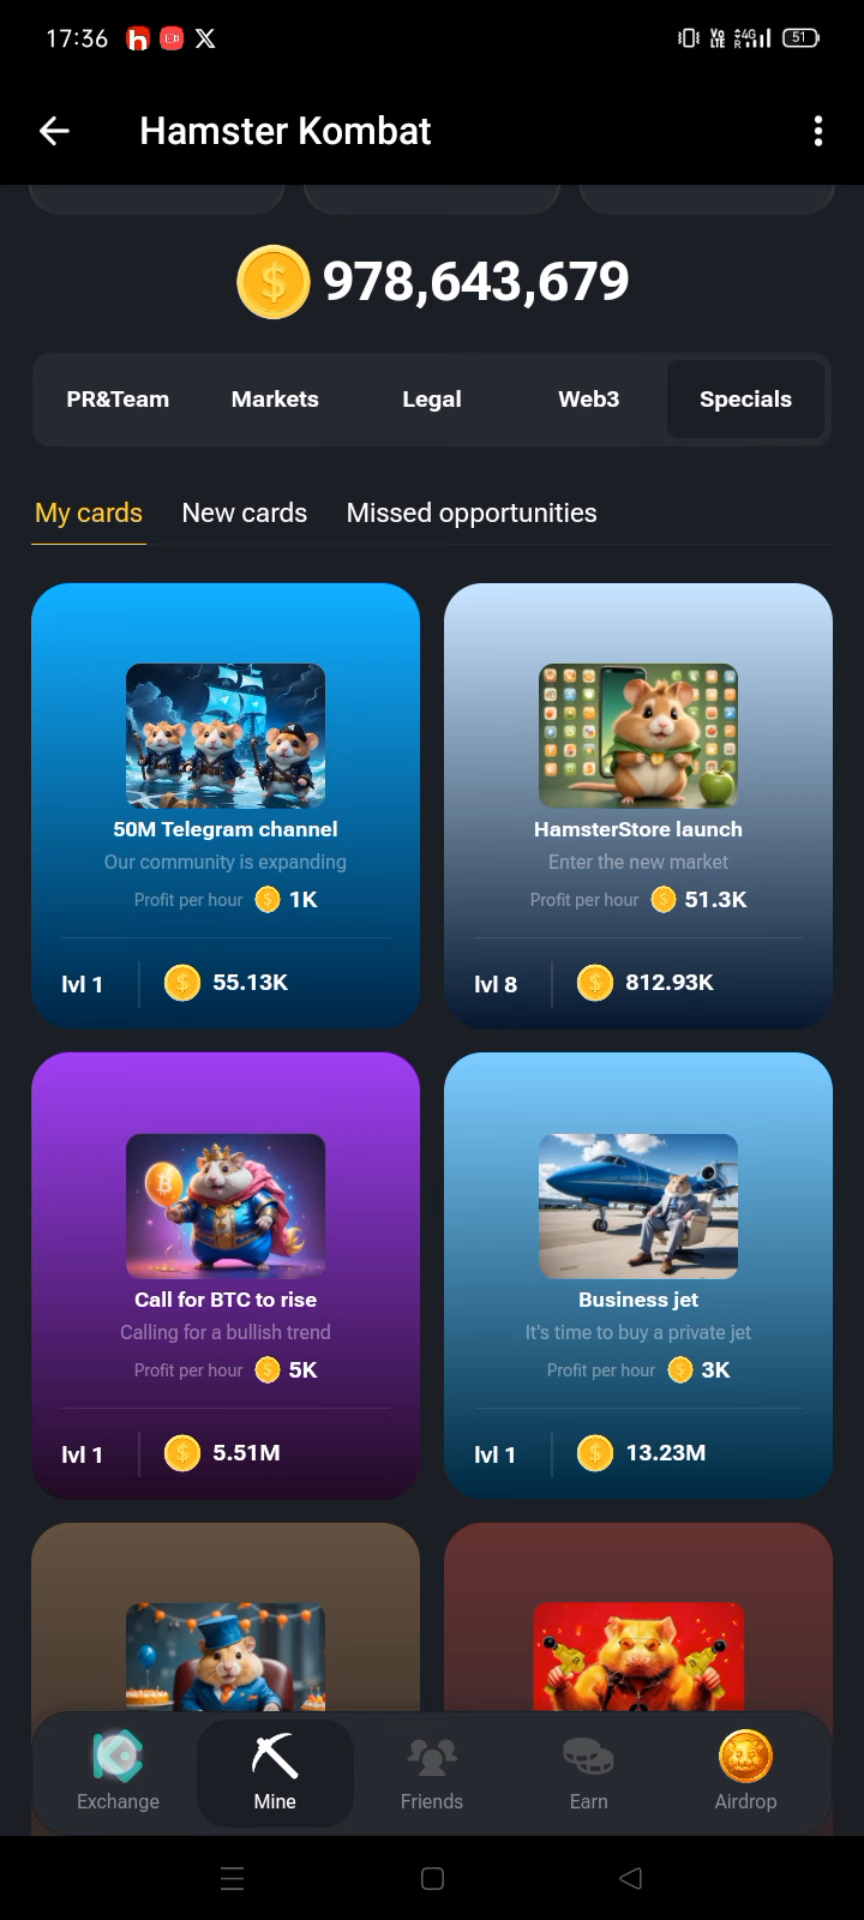 17:36
Vo LTE 4G R 51
Hamster Kombat
978,643,679
PR&Team Markets Legal Web3 Specials
My cards New cards Missed opportunities
50M Telegram channel
Our community is expanding
Profit per hour 1K
lvl 1 55.13K
HamsterStore launch
Enter the new market
Profit per hour 51.3K
lvl 8 812.93K
Call for BTC to rise
Calling for a bullish trend
Profit per hour 5K
lvl 1 5.51M
Business jet
It's time to buy a private jet
Profit per hour 3K
lvl 1 13.23M
Exchange Mine Friends Earn Airdrop